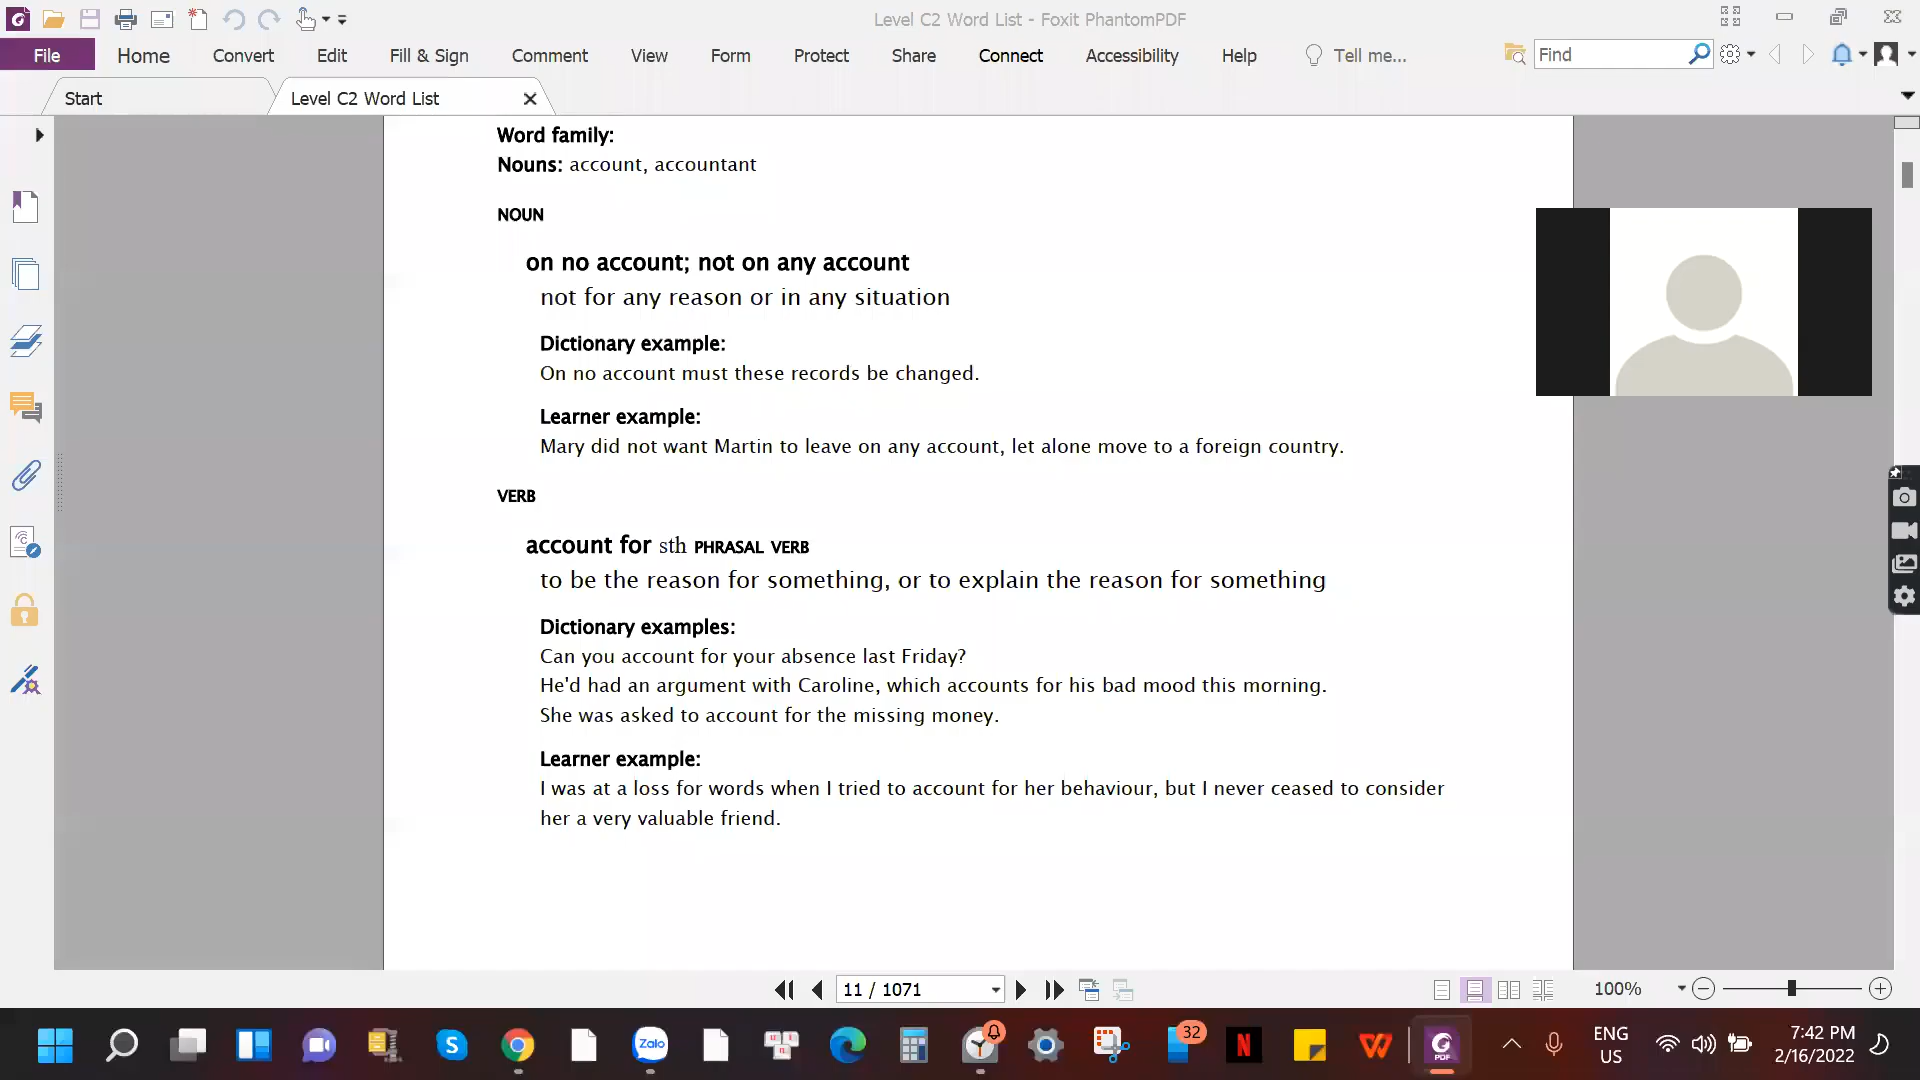 Level C2 Word List - Foxit PhantomPDF
File Home Convert Edit Fill & Sign Comment View Form Protect Share Connect Accessibility Help Tell me... Find
Start Level C2 Word List
Word family:
Nouns: account, accountant
NOUN
on no account; not on any account
not for any reason or in any situation
Dictionary example:
On no account must these records be changed.
Learner example:
Mary did not want Martin to leave on any account, let alone move to a foreign country.
VERB
account for sth PHRASAL VERB
to be the reason for something, or to explain the reason for something
Dictionary examples:
Can you account for your absence last Friday?
He'd had an argument with Caroline, which accounts for his bad mood this morning.
She was asked to account for the missing money.
Learner example:
I was at a loss for words when I tried to account for her behaviour, but I never ceased to consider
her a very valuable friend.
11 / 1071 100%
Zalo 32 N PDF ENG 7:42 PM
US 2/16/2022